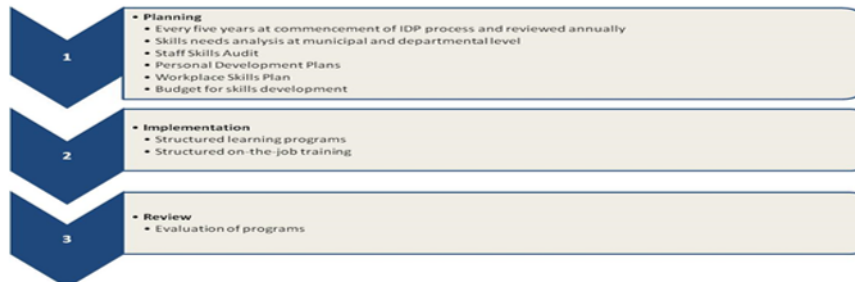 1
• Planning
• Every five years at commencement of IDP process and reviewed annually
• Skills needs analysis at municipal and departmental level
• Staff Skills Audit
• Personal Development Plans
• Workplace Skills Plan
• Budget for skills development
2
• Implementation
• Structured learning programs
• Structured on-the-job training
3
• Review
• Evaluation of programs